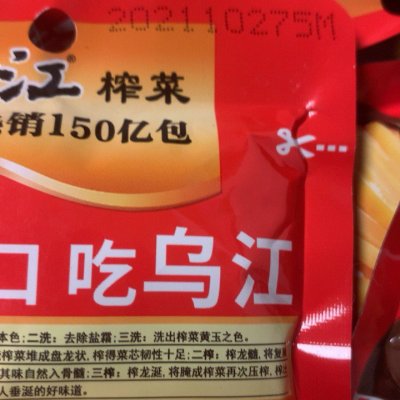 202110275M
江® 榨菜
销150亿包
口 吃乌江
本色;二洗:去除盐霜;三洗:洗出榨菜黄玉之色。
榨菜堆成盘龙状,榨得菜芯韧性十足;二榨:榨龙髓,将复
其味自然入骨髓;三榨:榨龙涎,将腌成榨菜再次压榨,榨
人垂涎的好味道。